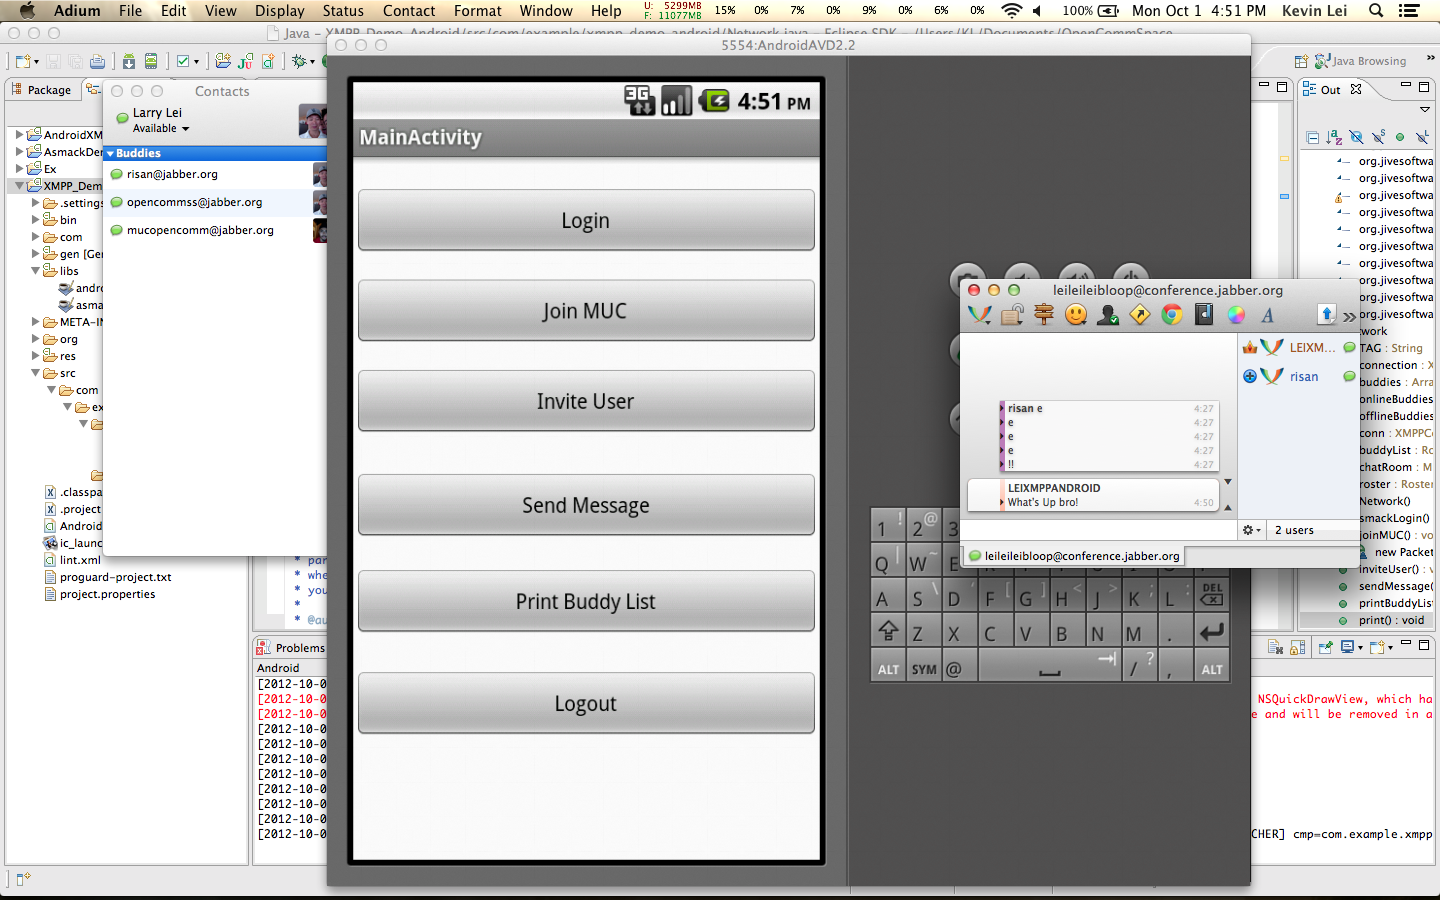 Adium File Edit View Display Status Contact Format Window Help U: 5299MB F: 11077MB 15% 0% 7% 0% 9% 0% 6% 0% 100% Mon Oct 1 4:51 PM Kevin Lei
Java – XMPP_Demo_Android/src/com/example/xmpp_demo_android/Network.java – Eclipse SDK – /Users/KL/Documents/OpenCommSpace
5554:AndroidAVD2.2
Java Browsing
Package
Contacts
Larry Lei
Available
Buddies
risan@jabber.org
opencommss@jabber.org
mucopencomm@jabber.org
AndroidXM
AsmackDe
Ex
XMPP_Dem
.settings
bin
com
gen [Ger
libs
andro
asma
META-IN
org
res
src
com
ex
.classpa
.project
Android
ic_launc
lint.xml
proguard-project.txt
project.properties
3G 4:51 PM
MainActivity
Login
Join MUC
Invite User
Send Message
Print Buddy List
Logout
* par
* whe
* you
*
* @au
Problems
Android
[2012-10-0
[2012-10-0
[2012-10-0
[2012-10-0
[2012-10-0
[2012-10-0
[2012-10-0
[2012-10-0
[2012-10-0
[2012-10-0
[2012-10-0
leileileibloop@conference.jabber.org
LEIXM...
risan
risan e 4:27
e 4:27
e 4:27
e 4:27
!! 4:27
LEIXMPPANDROID
What's Up bro! 4:50
2 users
leileileibloop@conference.jabber.org
1 ! 2 @ 3
Q | W ~ E
A S \ D ' F [ G ] H < J > K ; L : DEL
Z X C V B N M .
ALT SYM @ / ? , ALT
Out
org.jivesoftwa
org.jivesoftwa
org.jivesoftwa
org.jivesoftwa
org.jivesoftwa
org.jivesoftwa
org.jivesoftwa
org.jivesoftwa
org.jivesoftwa
org.jivesoftwa
twork
TAG : String
connection : X
buddies : Arra
onlineBuddies
offlineBuddies
conn : XMPPCo
buddyList : Ro
chatRoom : M
roster : Roster
Network()
smackLogin()
joinMUC() : vo
new Packet
inviteUser() : v
sendMessage(
printBuddyList
print() : void
NSQuickDrawView, which ha
e and will be removed in a
CHER] cmp=com.example.xmpp